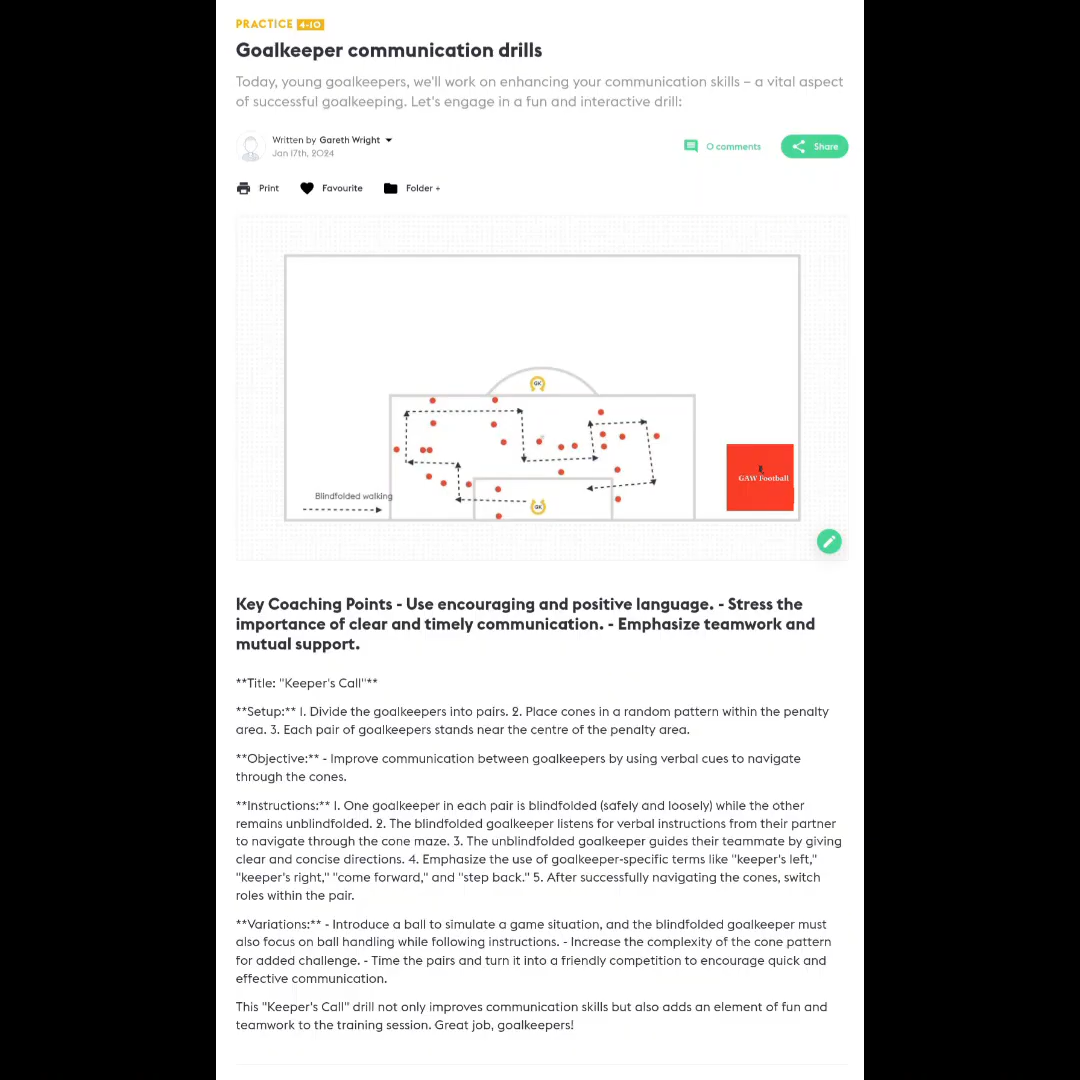 PRACTICE 4-10
Goalkeeper communication drills
Today, young goalkeepers, we'll work on enhancing your communication skills – a vital aspect
of successful goalkeeping. Let's engage in a fun and interactive drill:
Written by Gareth Wright
Jan 17th, 2024
0 comments
Share
Print
Favourite
Folder +
GK
GK
GAW Football
Blindfolded walking
Key Coaching Points - Use encouraging and positive language. - Stress the
importance of clear and timely communication. - Emphasize teamwork and
mutual support.
**Title: "Keeper's Call"**
**Setup:** 1. Divide the goalkeepers into pairs. 2. Place cones in a random pattern within the penalty
area. 3. Each pair of goalkeepers stands near the centre of the penalty area.
**Objective:** - Improve communication between goalkeepers by using verbal cues to navigate
through the cones.
**Instructions:** 1. One goalkeeper in each pair is blindfolded (safely and loosely) while the other
remains unblindfolded. 2. The blindfolded goalkeeper listens for verbal instructions from their partner
to navigate through the cone maze. 3. The unblindfolded goalkeeper guides their teammate by giving
clear and concise directions. 4. Emphasize the use of goalkeeper-specific terms like "keeper's left,"
"keeper's right," "come forward," and "step back." 5. After successfully navigating the cones, switch
roles within the pair.
**Variations:** - Introduce a ball to simulate a game situation, and the blindfolded goalkeeper must
also focus on ball handling while following instructions. - Increase the complexity of the cone pattern
for added challenge. - Time the pairs and turn it into a friendly competition to encourage quick and
effective communication.
This "Keeper's Call" drill not only improves communication skills but also adds an element of fun and
teamwork to the training session. Great job, goalkeepers!